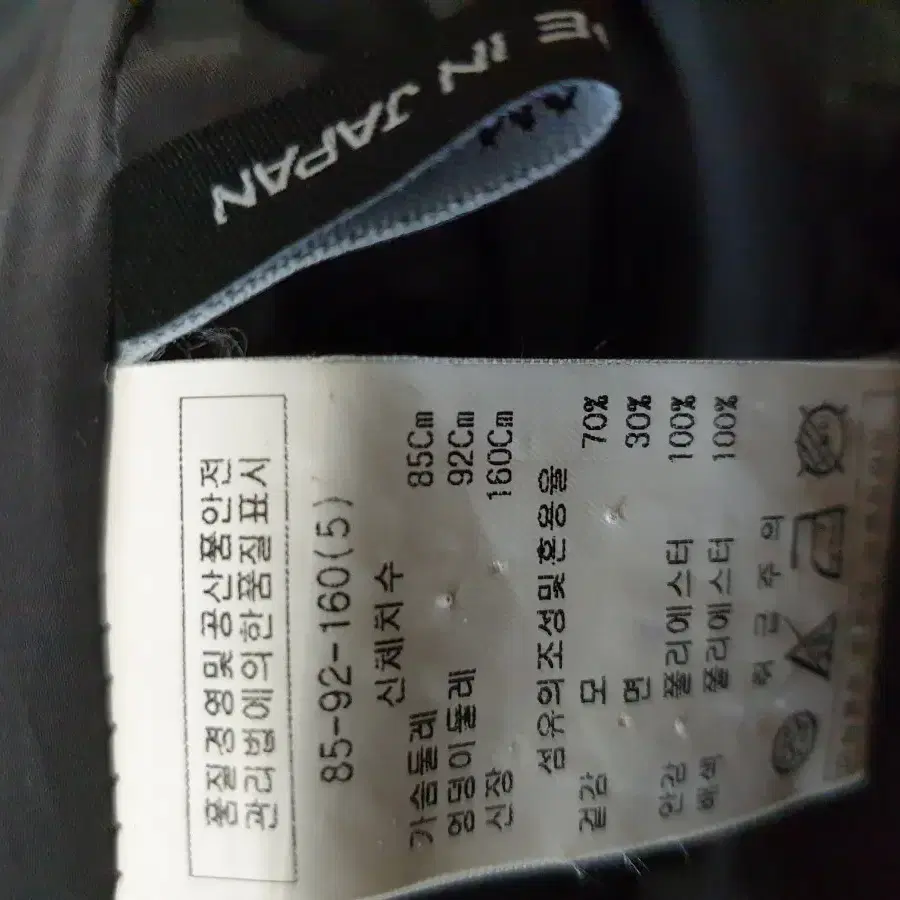 E IN JAPAN
품질경영및 공산품안전
관리법에의한품질표시
85-92-160(5)
신체치수
가슴둘레 85Cm
엉덩이둘레 92Cm
신장 160Cm
섬유의조성및혼용율
겉감 모 70%
면 30%
안감 폴리에스터 100%
배색 폴리에스터 100%
취 급 주 의